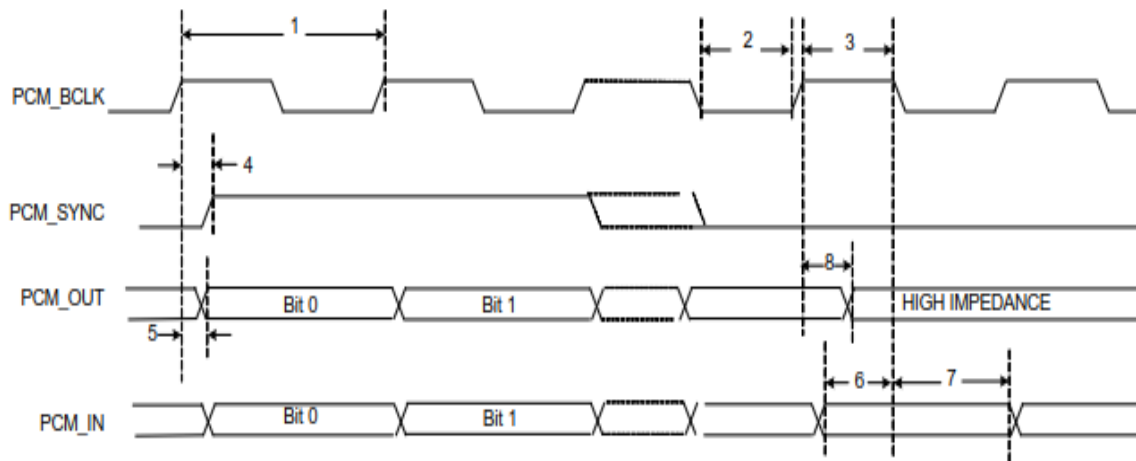 1
2
3
PCM_BCLK
4
PCM_SYNC
8
PCM_OUT
Bit 0
Bit 1
HIGH IMPEDANCE
5
6
7
PCM_IN
Bit 0
Bit 1